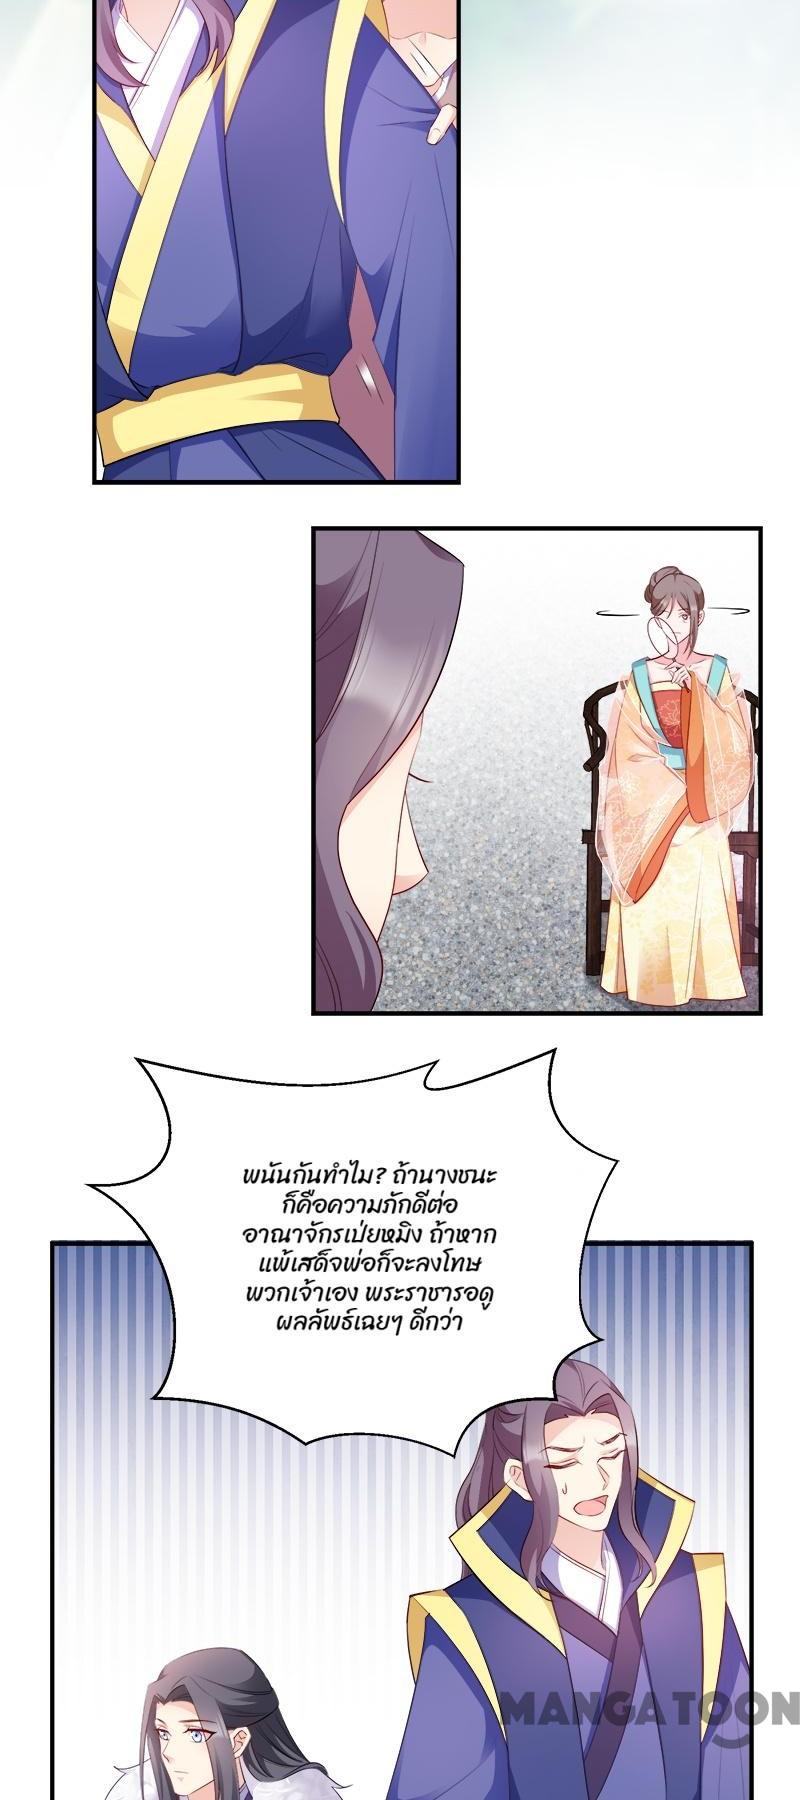 พนันกันทำไม? ถ้านางชนะ
ก็คือความภักดีต่อ
อาณาจักรเป่ยหมิง ถ้าหาก
แพ้เสด็จพ่อก็จะลงโทษ
พวกเจ้าเอง พระราชารอดู
ผลลัพธ์เฉยๆ ดีกว่า
MANGATOON